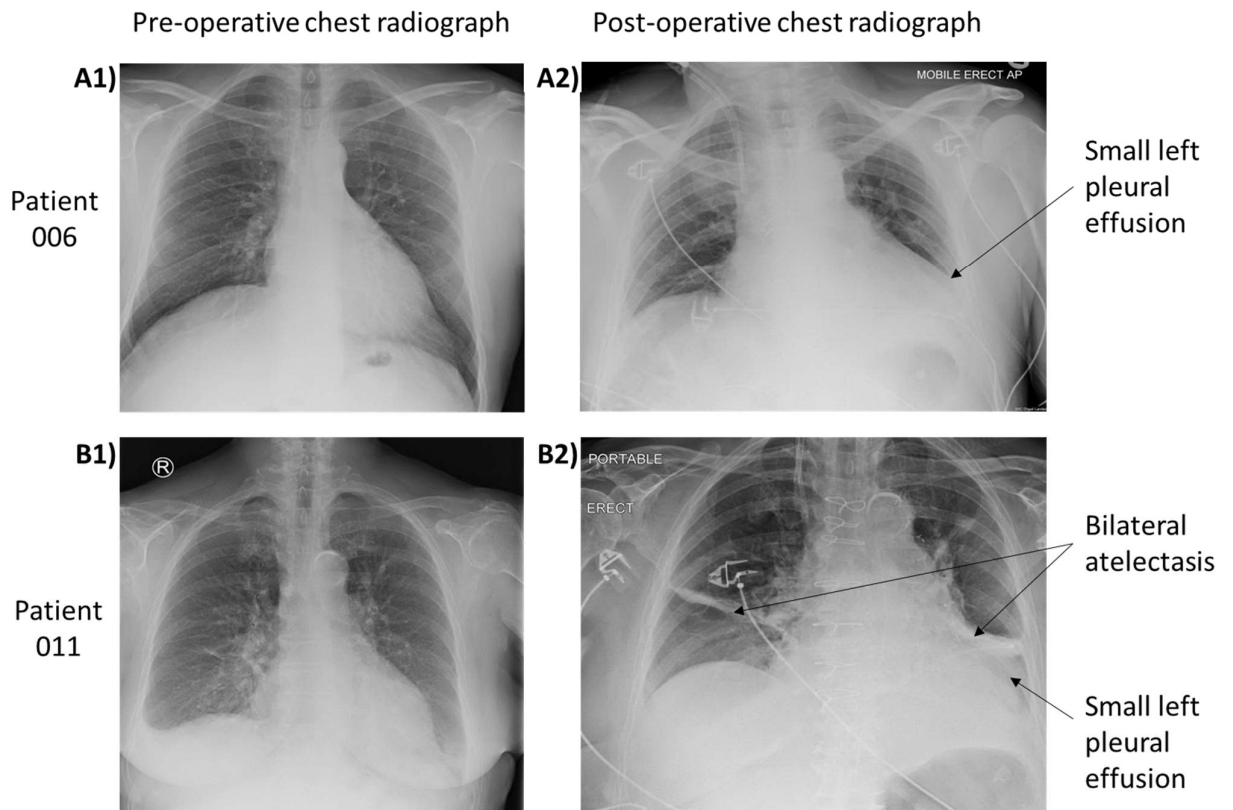 Pre-operative chest radiograph
Post-operative chest radiograph
A1)
A2)
MOBILE ERECT AP
Patient
006
Small left
pleural
effusion
B1)
R
B2)
PORTABLE
ERECT
Patient
011
Bilateral
atelectasis
Small left
pleural
effusion